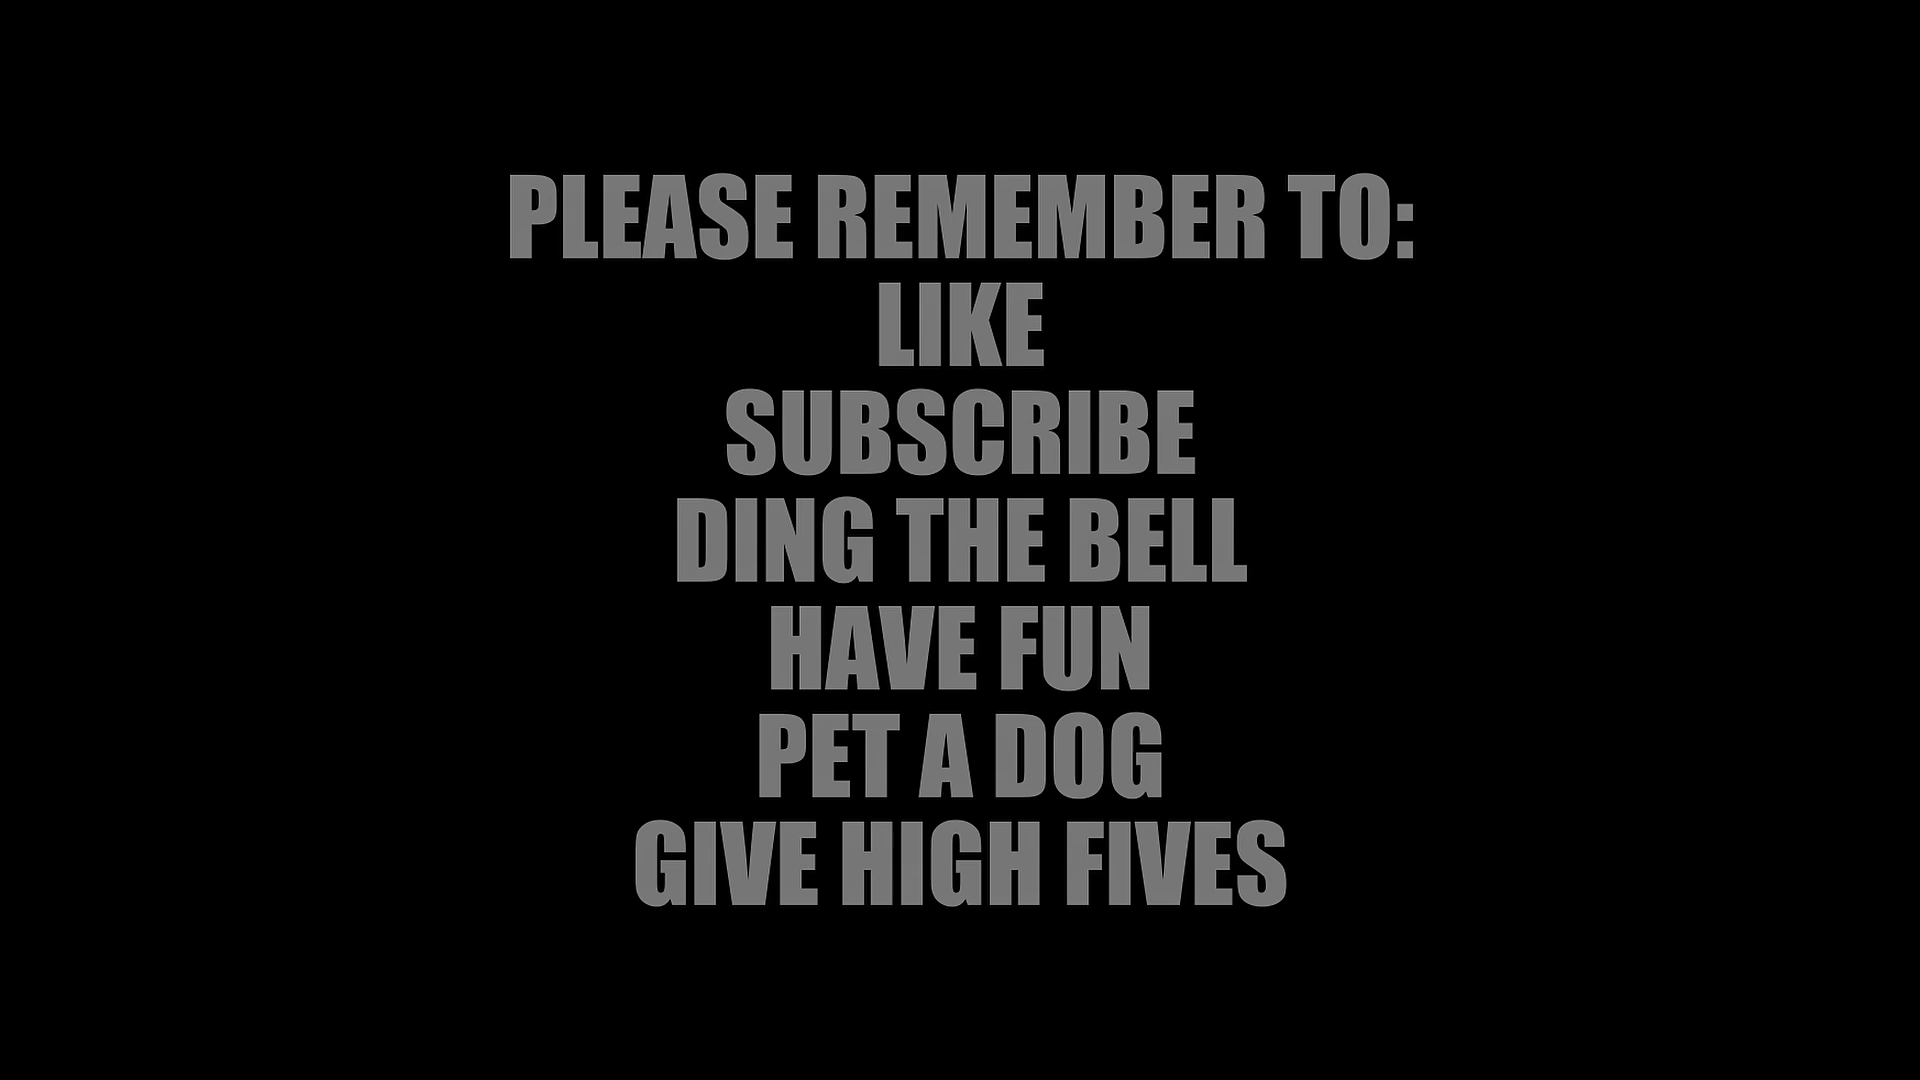 PLEASE REMEMBER TO:
LIKE
SUBSCRIBE
DING THE BELL
HAVE FUN
PET A DOG
GIVE HIGH FIVES